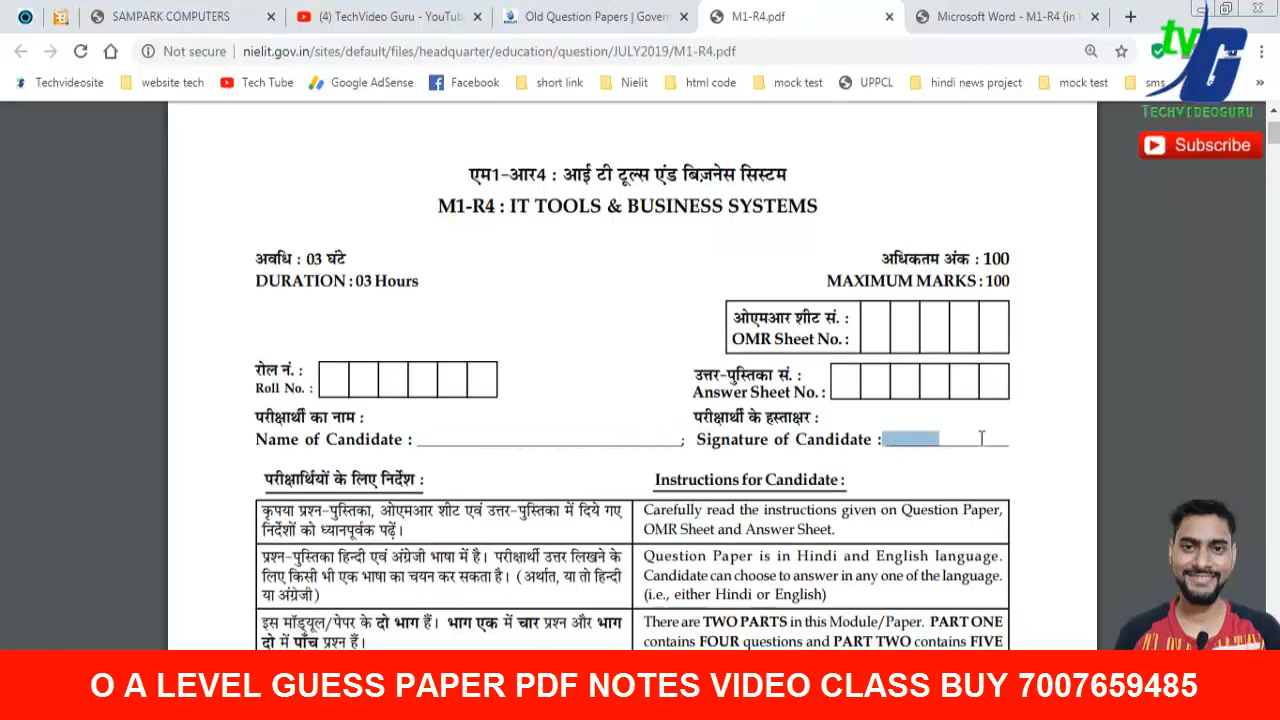 SAMPARK COMPUTERS
(4) TechVideo Guru - YouTub
Old Question Papers | Gover
M1-R4.pdf
Microsoft Word - M1-R4 (in
Not secure
nielit.gov.in/sites/default/files/headquarter/education/question/JULY2019/M1-R4.pdf
Techvideosite
website tech
Tech Tube
Google AdSense
Facebook
short link
Nielit
html code
mock test
UPPCL
hindi news project
mock test
sms
tv G
TECHVIDEOGURU
Subscribe
एम1-आर4 : आई टी टूल्स एंड बिज़नेस सिस्टम
M1-R4 : IT TOOLS & BUSINESS SYSTEMS
अवधि : 03 घंटे
DURATION : 03 Hours
अधिकतम अंक : 100
MAXIMUM MARKS : 100
ओएमआर शीट सं. :
OMR Sheet No. :
रोल नं. :
Roll No. :
उत्तर-पुस्तिका सं. :
Answer Sheet No. :
परीक्षार्थी का नाम :
Name of Candidate : ;
परीक्षार्थी के हस्ताक्षर :
Signature of Candidate :
परीक्षार्थियों के लिए निर्देश :
Instructions for Candidate :
कृपया प्रश्न-पुस्तिका, ओएमआर शीट एवं उत्तर-पुस्तिका में दिये गए
निर्देशों को ध्यानपूर्वक पढ़ें।
Carefully read the instructions given on Question Paper,
OMR Sheet and Answer Sheet.
प्रश्न-पुस्तिका हिन्दी एवं अंग्रेजी भाषा में है। परीक्षार्थी उत्तर लिखने के
लिए किसी भी एक भाषा का चयन कर सकता है। (अर्थात, या तो हिन्दी
या अंग्रेजी)
Question Paper is in Hindi and English language.
Candidate can choose to answer in any one of the language.
(i.e., either Hindi or English)
इस मॉड्यूल/पेपर के दो भाग हैं। भाग एक में चार प्रश्न और भाग
दो में पाँच प्रश्न हैं।
There are TWO PARTS in this Module/Paper. PART ONE
contains FOUR questions and PART TWO contains FIVE
O A LEVEL GUESS PAPER PDF NOTES VIDEO CLASS BUY 7007659485